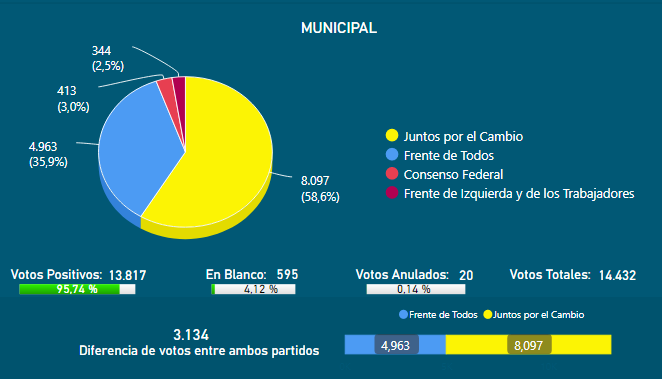 MUNICIPAL
344
(2,5%)
413
(3,0%)
4.963
(35,9%)
8.097
(58,6%)
Juntos por el Cambio
Frente de Todos
Consenso Federal
Frente de Izquierda y de los Trabajadores
Votos Positivos: 13.817
95,74 %
En Blanco: 595
4,12 %
Votos Anulados: 20
0,14 %
Votos Totales: 14.432
3.134
Diferencia de votos entre ambos partidos
Frente de Todos Juntos por el Cambio
4,963 8,097